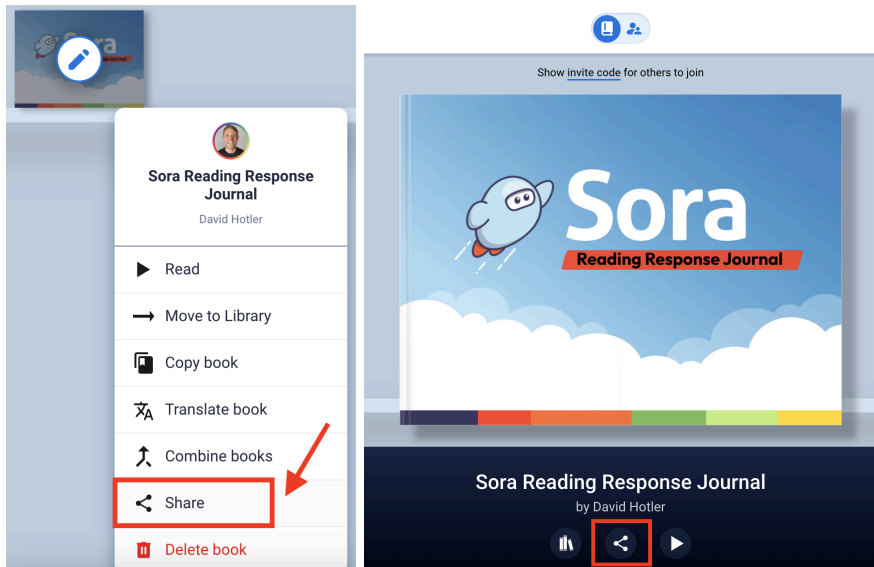 Sora
Sora Reading Response
Journal
David Hotler
Read
Move to Library
Copy book
Translate book
Combine books
Share
Delete book
Show invite code for others to join
Sora
Reading Response Journal
Sora Reading Response Journal
by David Hotler